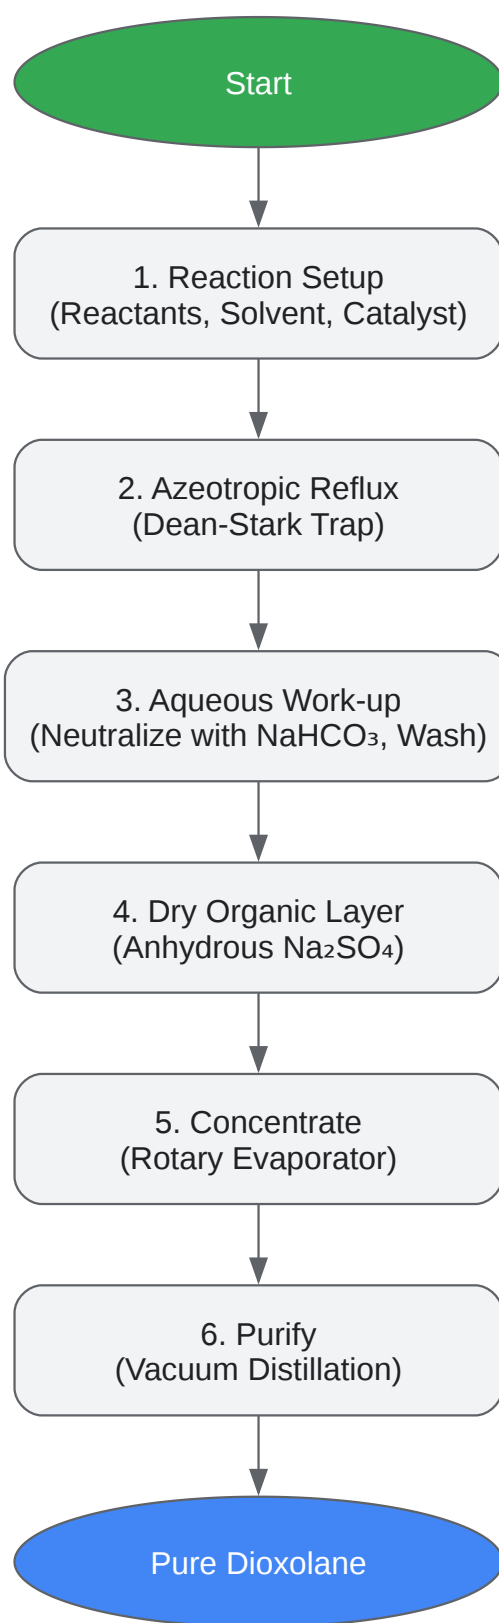 Start
1. Reaction Setup
(Reactants, Solvent, Catalyst)
2. Azeotropic Reflux
(Dean-Stark Trap)
3. Aqueous Work-up
(Neutralize with NaHCO₃, Wash)
4. Dry Organic Layer
(Anhydrous Na₂SO₄)
5. Concentrate
(Rotary Evaporator)
6. Purify
(Vacuum Distillation)
Pure Dioxolane